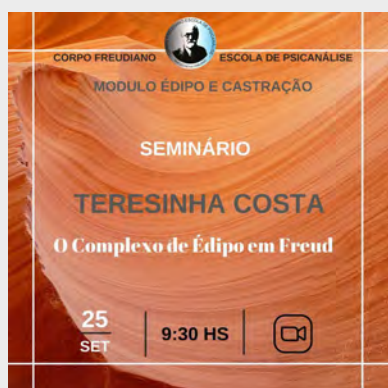 CORPO FREUDIANO ESCOLA DE PSICANÁLISE
MODULO ÉDIPO E CASTRAÇÃO
SEMINÁRIO
TERESINHA COSTA
O Complexo de Édipo em Freud
25
SET
9:30 HS